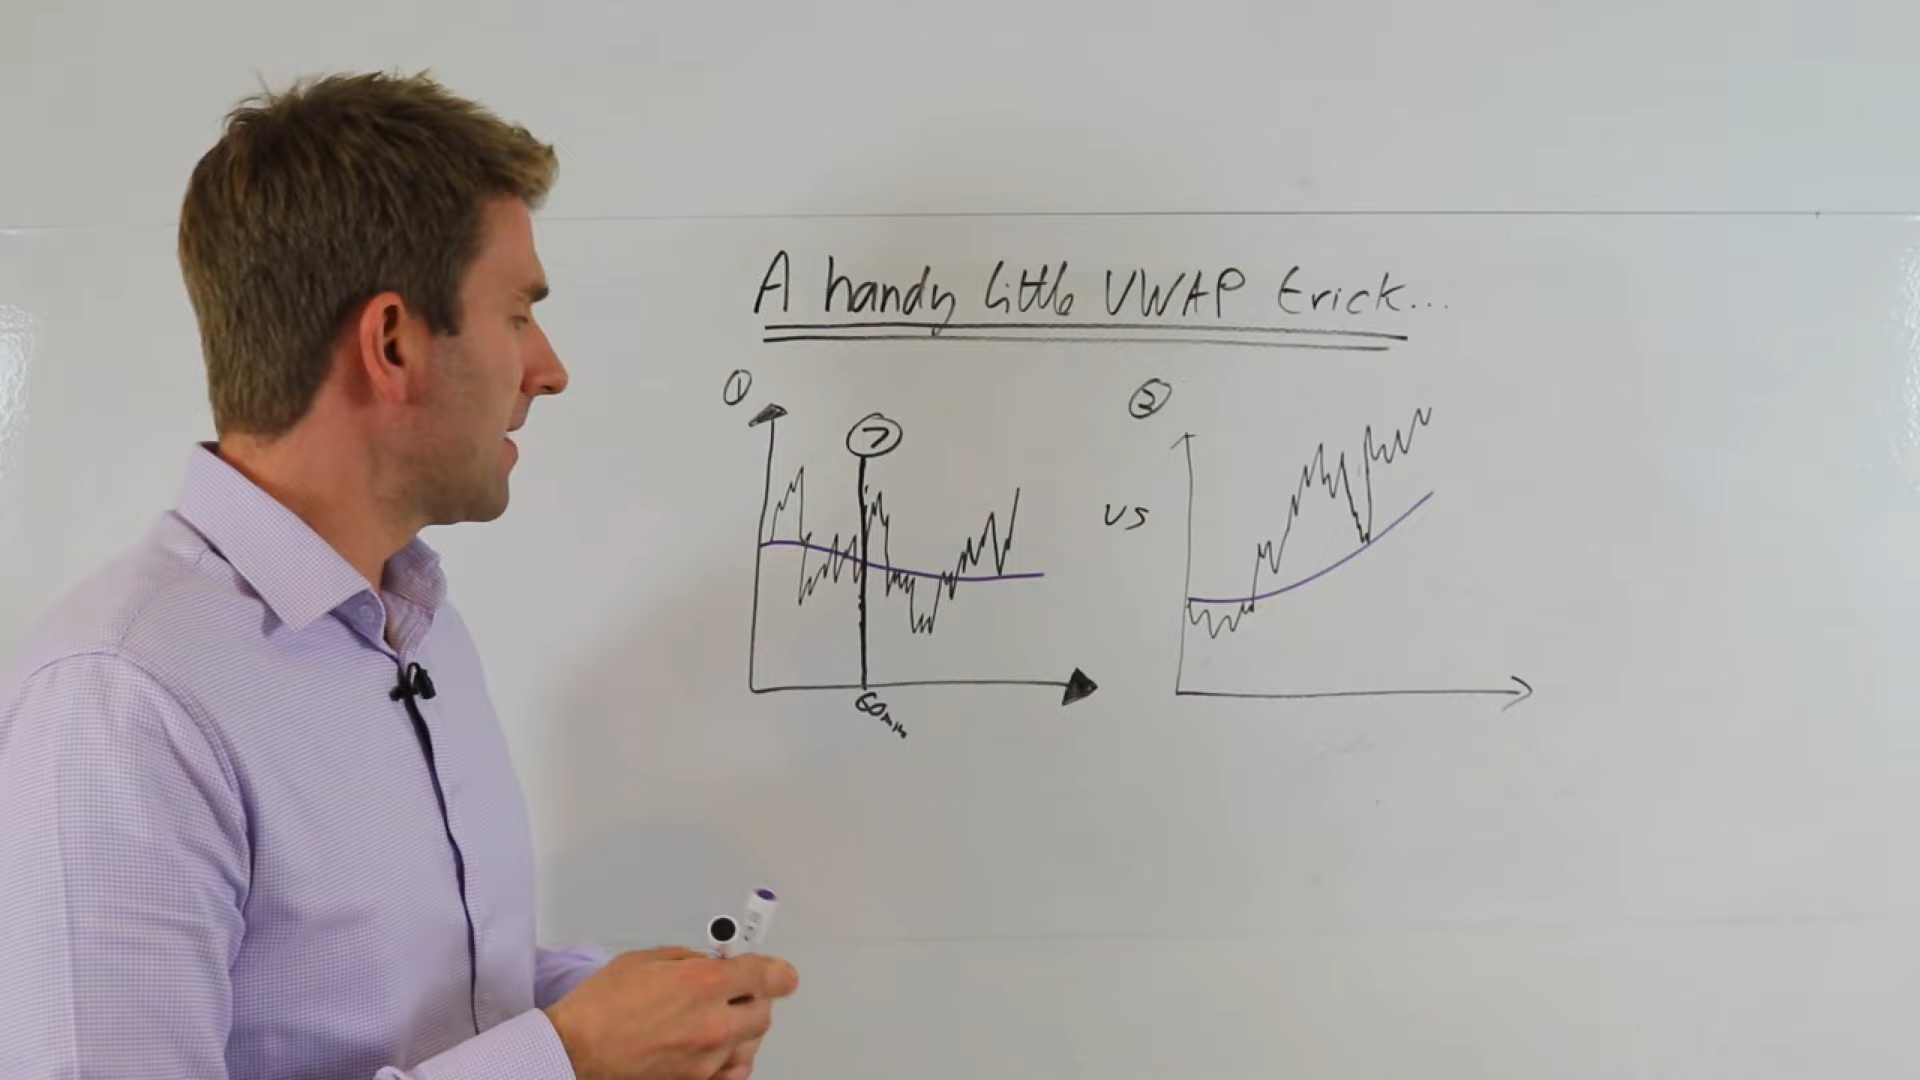 A handy little VWAP trick...
① ②
⑦
vs
60min